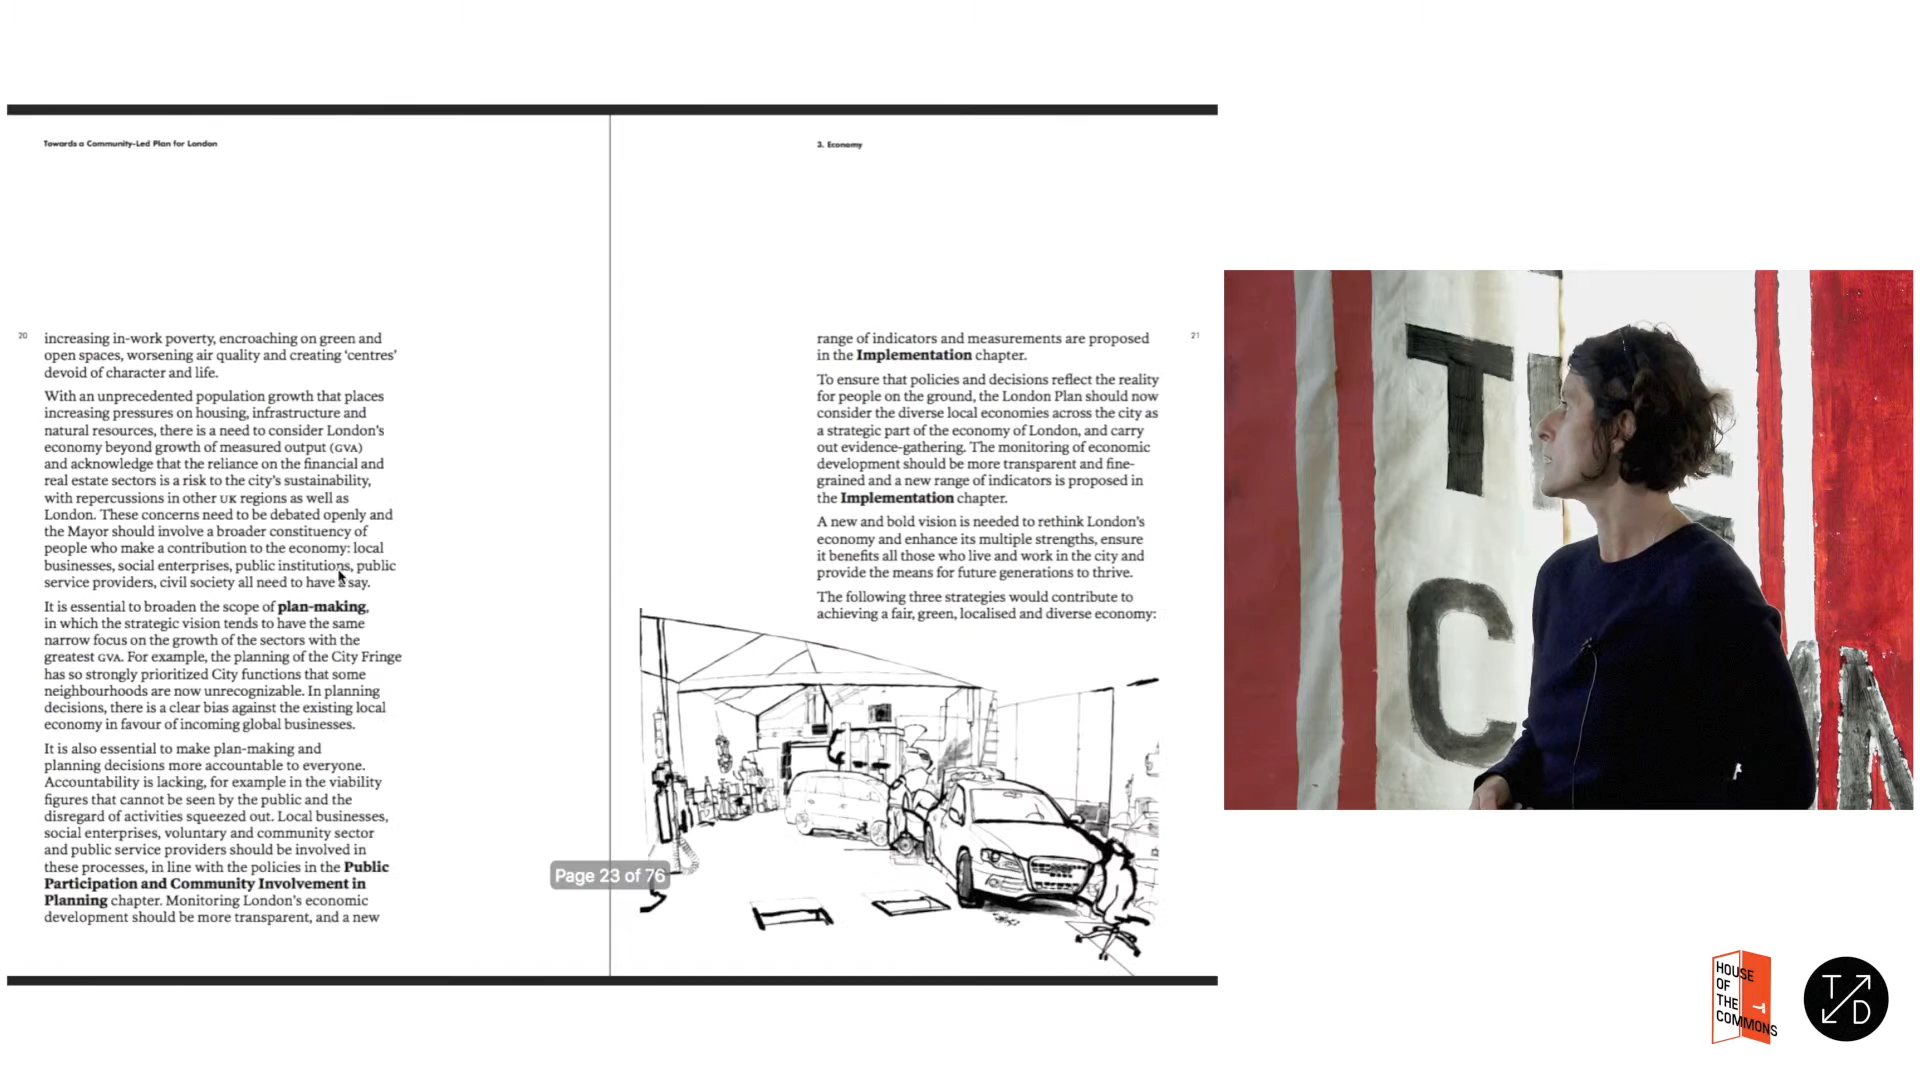 Towards a Community-Led Plan for London
20
increasing in-work poverty, encroaching on green and
open spaces, worsening air quality and creating ‘centres’
devoid of character and life.
With an unprecedented population growth that places
increasing pressures on housing, infrastructure and
natural resources, there is a need to consider London’s
economy beyond growth of measured output (GVA)
and acknowledge that the reliance on the financial and
real estate sectors is a risk to the city’s sustainability,
with repercussions in other UK regions as well as
London. These concerns need to be debated openly and
the Mayor should involve a broader constituency of
people who make a contribution to the economy: local
businesses, social enterprises, public institutions, public
service providers, civil society all need to have a say.
It is essential to broaden the scope of plan-making,
in which the strategic vision tends to have the same
narrow focus on the growth of the sectors with the
greatest GVA. For example, the planning of the City Fringe
has so strongly prioritized City functions that some
neighbourhoods are now unrecognizable. In planning
decisions, there is a clear bias against the existing local
economy in favour of incoming global businesses.
It is also essential to make plan-making and
planning decisions more accountable to everyone.
Accountability is lacking, for example in the viability
figures that cannot be seen by the public and the
disregard of activities squeezed out. Local businesses,
social enterprises, voluntary and community sector
and public service providers should be involved in
these processes, in line with the policies in the Public
Participation and Community Involvement in
Planning chapter. Monitoring London’s economic
development should be more transparent, and a new
3. Economy
21
range of indicators and measurements are proposed
in the Implementation chapter.
To ensure that policies and decisions reflect the reality
for people on the ground, the London Plan should now
consider the diverse local economies across the city as
a strategic part of the economy of London, and carry
out evidence-gathering. The monitoring of economic
development should be more transparent and fine-
grained and a new range of indicators is proposed in
the Implementation chapter.
A new and bold vision is needed to rethink London’s
economy and enhance its multiple strengths, ensure
it benefits all those who live and work in the city and
provide the means for future generations to thrive.
The following three strategies would contribute to
achieving a fair, green, localised and diverse economy:
Page 23 of 76
T
C
HOUSE
OF
THE
COMMONS
T
D